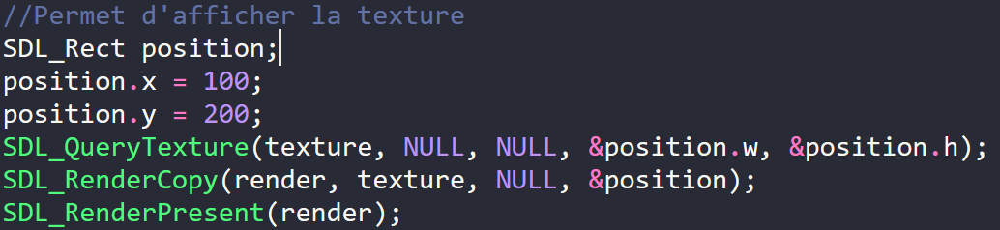 //Permet d'afficher la texture
SDL_Rect position;
position.x = 100;
position.y = 200;
SDL_QueryTexture(texture, NULL, NULL, &position.w, &position.h);
SDL_RenderCopy(render, texture, NULL, &position);
SDL_RenderPresent(render);